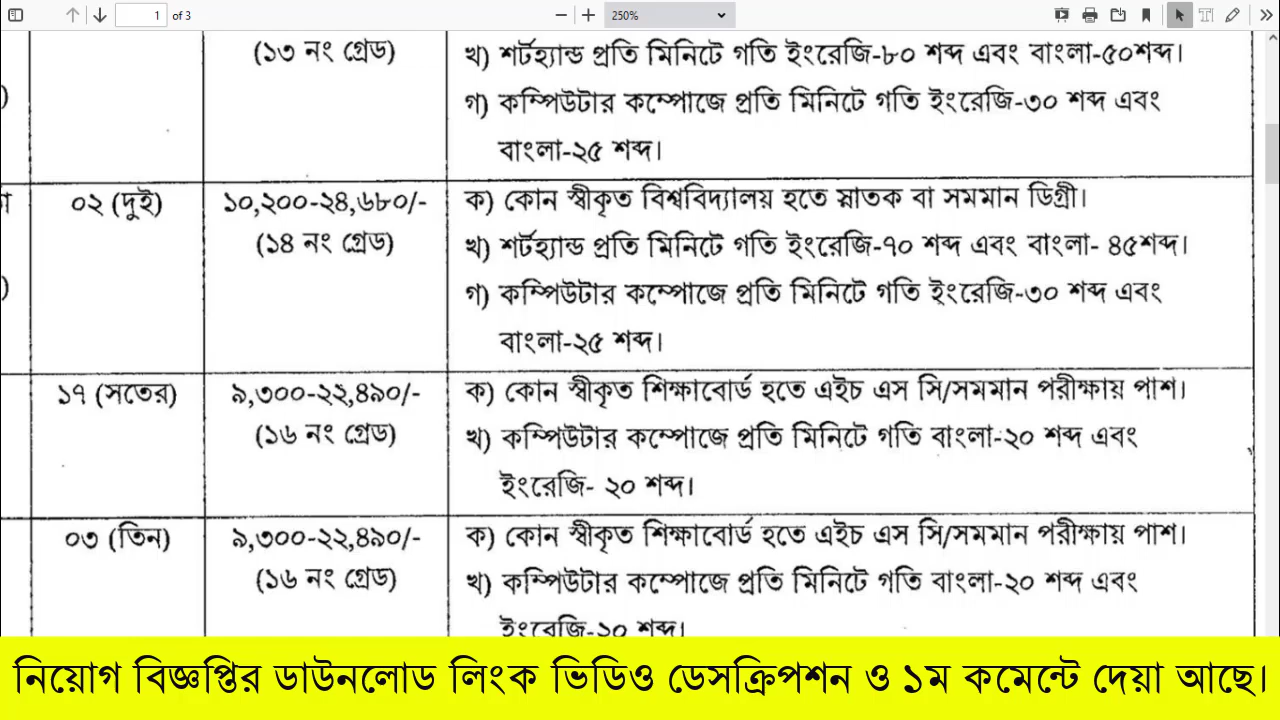 1 of 3
250%
(১৩ নং গ্রেড)
খ) শর্টহ্যান্ড প্রতি মিনিটে গতি ইংরেজি-৮০ শব্দ এবং বাংলা-৫০শব্দ।
গ) কম্পিউটার কম্পোজে প্রতি মিনিটে গতি ইংরেজি-৩০ শব্দ এবং
বাংলা-২৫ শব্দ।
০২ (দুই)
১০,২০০-২৪,৬৮০/-
(১৪ নং গ্রেড)
ক) কোন স্বীকৃত বিশ্ববিদ্যালয় হতে স্নাতক বা সমমান ডিগ্রী।
খ) শর্টহ্যান্ড প্রতি মিনিটে গতি ইংরেজি-৭০ শব্দ এবং বাংলা- ৪৫শব্দ।
গ) কম্পিউটার কম্পোজে প্রতি মিনিটে গতি ইংরেজি-৩০ শব্দ এবং
বাংলা-২৫ শব্দ।
১৭ (সতের)
৯,৩০০-২২,৪৯০/-
(১৬ নং গ্রেড)
ক) কোন স্বীকৃত শিক্ষাবোর্ড হতে এইচ এস সি/সমমান পরীক্ষায় পাশ।
খ) কম্পিউটার কম্পোজে প্রতি মিনিটে গতি বাংলা-২০ শব্দ এবং
ইংরেজি- ২০ শব্দ।
০৩ (তিন)
৯,৩০০-২২,৪৯০/-
(১৬ নং গ্রেড)
ক) কোন স্বীকৃত শিক্ষাবোর্ড হতে এইচ এস সি/সমমান পরীক্ষায় পাশ।
খ) কম্পিউটার কম্পোজে প্রতি মিনিটে গতি বাংলা-২০ শব্দ এবং
ইংরেজি-২০ শব্দ।
নিয়োগ বিজ্ঞপ্তির ডাউনলোড লিংক ভিডিও ডেসক্রিপশন ও ১ম কমেন্টে দেয়া আছে।